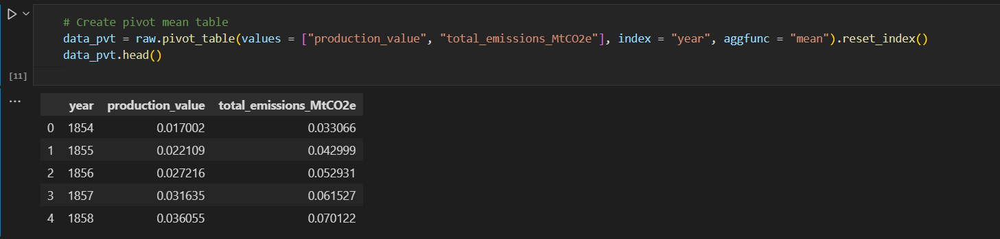 # Create pivot mean table
data_pvt = raw.pivot_table(values = ["production_value", "total_emissions_MtCO2e"], index = "year", aggfunc = "mean").reset_index()
data_pvt.head()
[11]
...
year production_value total_emissions_MtCO2e
0 1854 0.017002 0.033066
1 1855 0.022109 0.042999
2 1856 0.027216 0.052931
3 1857 0.031635 0.061527
4 1858 0.036055 0.070122